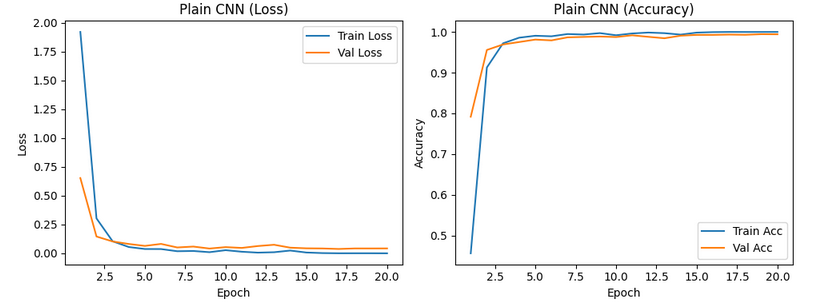 Plain CNN (Loss)
2.00
1.75
1.50
1.25
1.00
0.75
0.50
0.25
0.00
Loss
Train Loss
Val Loss
2.5 5.0 7.5 10.0 12.5 15.0 17.5 20.0
Epoch
Plain CNN (Accuracy)
1.0
0.9
0.8
0.7
0.6
0.5
Accuracy
Train Acc
Val Acc
2.5 5.0 7.5 10.0 12.5 15.0 17.5 20.0
Epoch